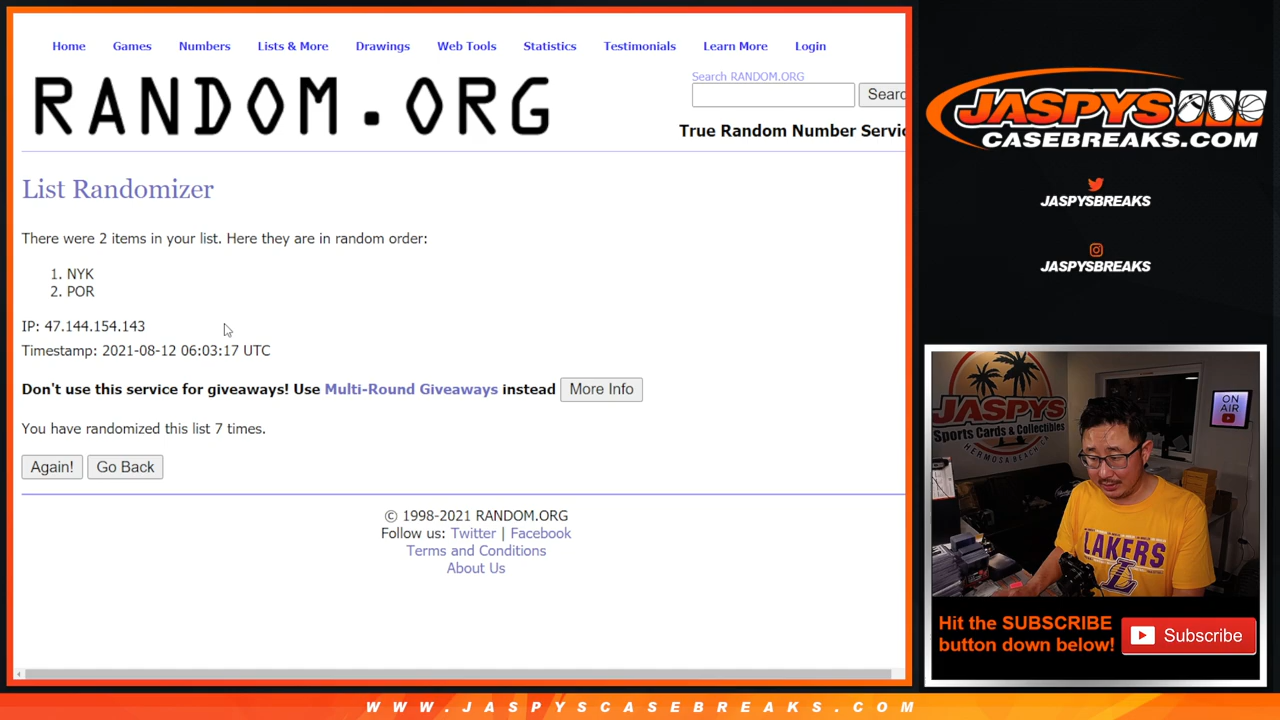 Home Games Numbers Lists & More Drawings Web Tools Statistics Testimonials Learn More Login
RANDOM.ORG
Search RANDOM.ORG
Searc
True Random Number Servic
List Randomizer
There were 2 items in your list. Here they are in random order:
1. NYK
2. POR
IP: 47.144.154.143
Timestamp: 2021-08-12 06:03:17 UTC
Don't use this service for giveaways! Use Multi-Round Giveaways instead More Info
You have randomized this list 7 times.
Again! Go Back
© 1998-2021 RANDOM.ORG
Follow us: Twitter | Facebook
Terms and Conditions
About Us
JASPYS
CASEBREAKS.COM
JASPYSBREAKS
JASPYSBREAKS
JASPYS
Sports Cards & Collectibles
HERMOSA BEACH CA
ON
AIR
LAKERS
L
Hit the SUBSCRIBE
button down below!
Subscribe
WWW.JASPYSCASEBREAKS.COM